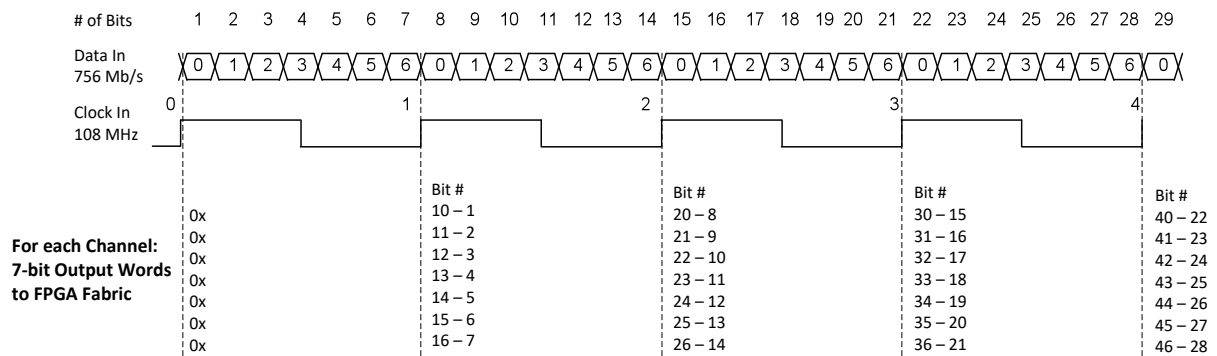 # of Bits 1 2 3 4 5 6 7 8 9 10 11 12 13 14 15 16 17 18 19 20 21 22 23 24 25 26 27 28 29
Data In
756 Mb/s
0 1 2 3 4 5 6 0 1 2 3 4 5 6 0 1 2 3 4 5 6 0 1 2 3 4 5 6 0
0 1 2 3 4
Clock In
108 MHz
For each Channel:
7-bit Output Words
to FPGA Fabric
0x
0x
0x
0x
0x
0x
0x
Bit #
10 – 1
11 – 2
12 – 3
13 – 4
14 – 5
15 – 6
16 – 7
Bit #
20 – 8
21 – 9
22 – 10
23 – 11
24 – 12
25 – 13
26 – 14
Bit #
30 – 15
31 – 16
32 – 17
33 – 18
34 – 19
35 – 20
36 – 21
Bit #
40 – 22
41 – 23
42 – 24
43 – 25
44 – 26
45 – 27
46 – 28